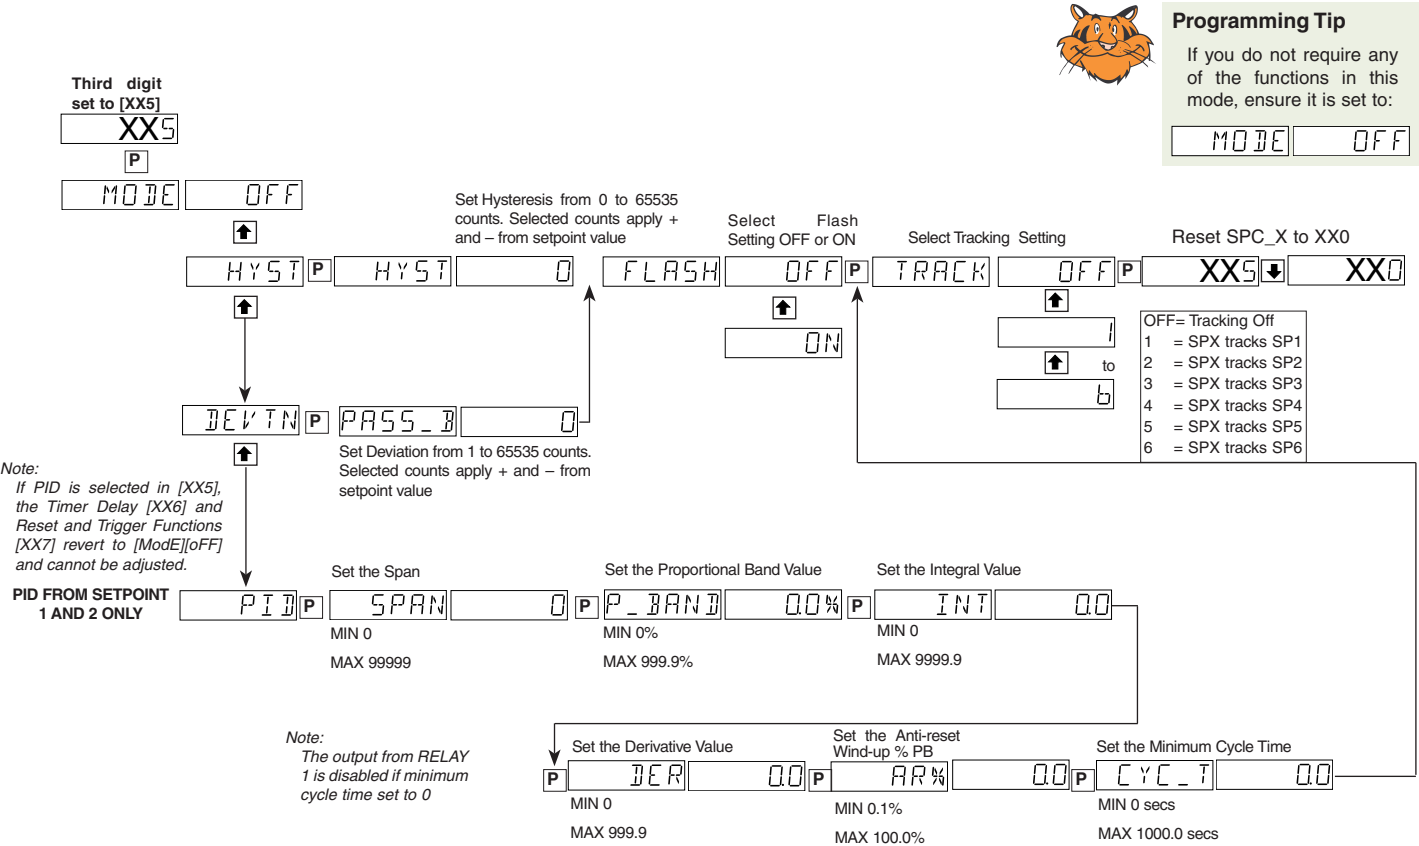 Programming Tip
If you do not require any
of the functions in this
mode, ensure it is set to:
MODE OFF
Third digit
set to [XX5]
XX5
P
MODE OFF
Set Hysteresis from 0 to 65535
counts. Selected counts apply +
and – from setpoint value
Select Flash
Setting OFF or ON
Select Tracking Setting
Reset SPC_X to XX0
HYST P HYST 0 FLASH OFF P TRACK OFF P XX5 XX0
ON
1
to
6
OFF= Tracking Off
1 = SPX tracks SP1
2 = SPX tracks SP2
3 = SPX tracks SP3
4 = SPX tracks SP4
5 = SPX tracks SP5
6 = SPX tracks SP6
DEVTN P PASS_B 0
Set Deviation from 1 to 65535 counts.
Selected counts apply + and – from
setpoint value
Note:
If PID is selected in [XX5],
the Timer Delay [XX6] and
Reset and Trigger Functions
[XX7] revert to [ModE][oFF]
and cannot be adjusted.
PID FROM SETPOINT
1 AND 2 ONLY
Set the Span
Set the Proportional Band Value
Set the Integral Value
PID P SPAN 0 P P_BAND 0.0% P INT 0.0
MIN 0
MAX 99999
MIN 0%
MAX 999.9%
MIN 0
MAX 9999.9
Note:
The output from RELAY
1 is disabled if minimum
cycle time set to 0
Set the Derivative Value
Set the Anti-reset
Wind-up % PB
Set the Minimum Cycle Time
P DER 0.0 P AR% 0.0 P CYC_T 0.0
MIN 0
MAX 999.9
MIN 0.1%
MAX 100.0%
MIN 0 secs
MAX 1000.0 secs